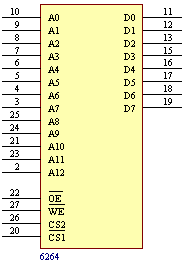 10 A0 D0 11
9 A1 D1 12
8 A2 D2 13
7 A3 D3 15
6 A4 D4 16
5 A5 D5 17
4 A6 D6 18
3 A7 D7 19
25 A8
24 A9
21 A10
23 A11
2 A12
22 OE
27 WE
26 CS2
20 CS1
6264